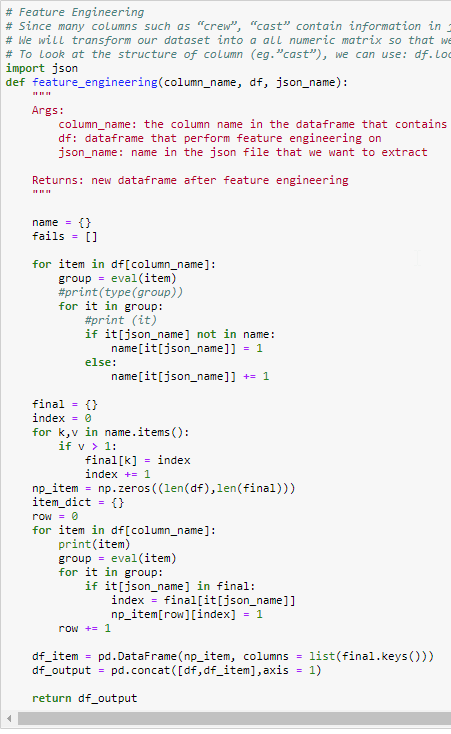 # Feature Engineering
# Since many columns such as “crew”, “cast” contain information in
# We will transform our dataset into a all numeric matrix so that we
# To look at the structure of column (eg.”cast”), we can use: df.loc
import json
def feature_engineering(column_name, df, json_name):
    """
    Args:
        column_name: the column name in the dataframe that contains
        df: dataframe that perform feature engineering on
        json_name: name in the json file that we want to extract

    Returns: new dataframe after feature engineering
    """

    name = {}
    fails = []

    for item in df[column_name]:
        group = eval(item)
        #print(type(group))
        for it in group:
            #print (it)
            if it[json_name] not in name:
                name[it[json_name]] = 1
            else:
                name[it[json_name]] += 1

    final = {}
    index = 0
    for k,v in name.items():
        if v > 1:
            final[k] = index
            index += 1
    np_item = np.zeros((len(df),len(final)))
    item_dict = {}
    row = 0
    for item in df[column_name]:
        print(item)
        group = eval(item)
        for it in group:
            if it[json_name] in final:
                index = final[it[json_name]]
                np_item[row][index] = 1
        row += 1

    df_item = pd.DataFrame(np_item, columns = list(final.keys()))
    df_output = pd.concat([df,df_item],axis = 1)

    return df_output